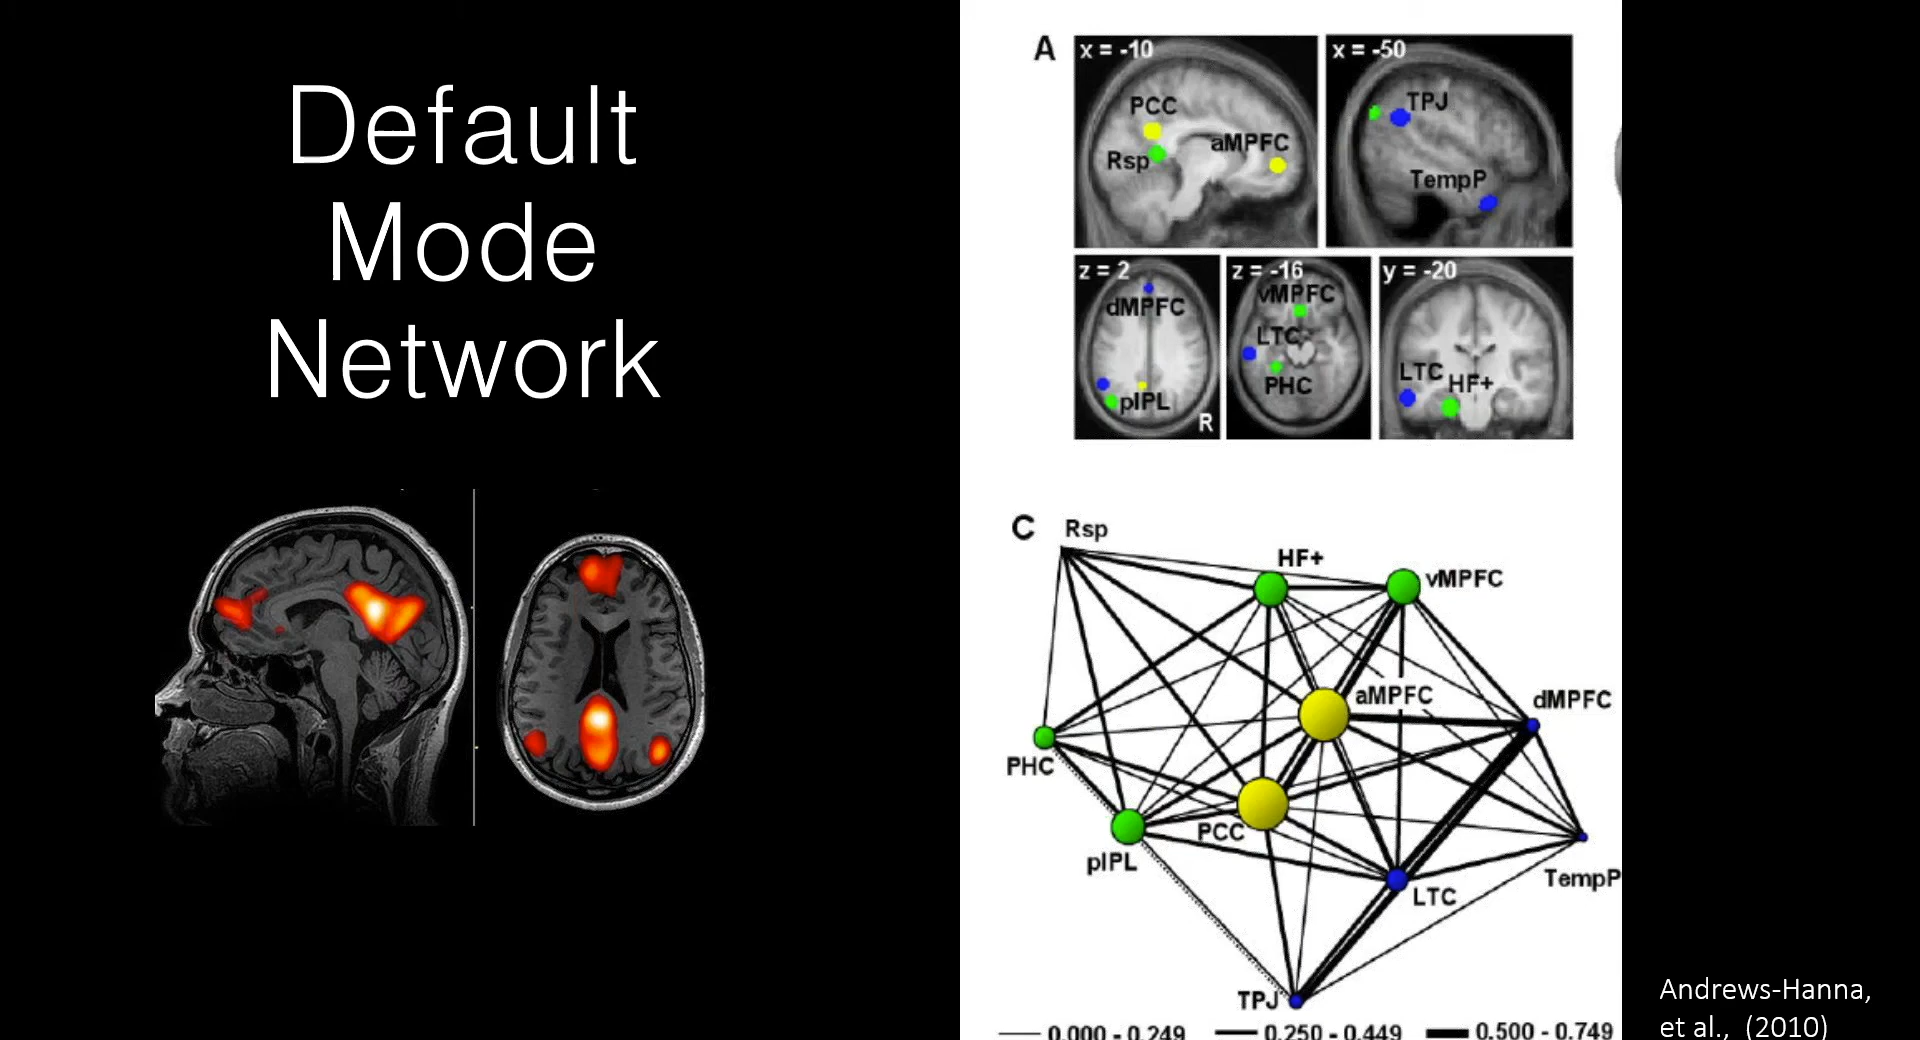 Default
Mode
Network
A
x = -10
PCC
Rsp
aMPFC
x = -50
TPJ
TempP
z = 2
dMPFC
pIPL
R
z = -16
vMPFC
LTC
PHC
y = -20
LTC HF+
C
Rsp
HF+
vMPFC
aMPFC
dMPFC
PHC
PCC
pIPL
TempP
LTC
TPJ
0.000 - 0.249 0.250 - 0.449 0.500 - 0.749
Andrews-Hanna,
et al., (2010)